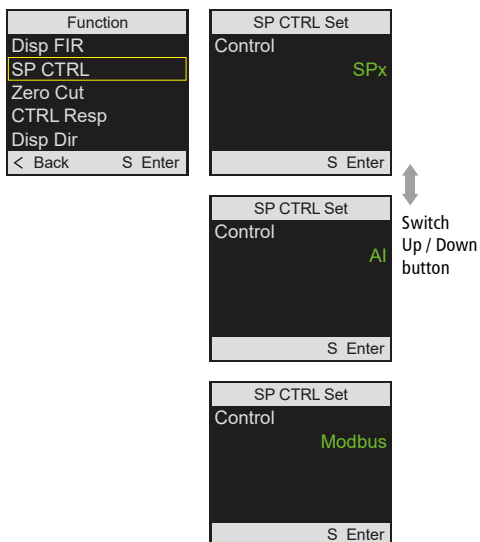 Function
Disp FIR
SP CTRL
Zero Cut
CTRL Resp
Disp Dir
< Back S Enter
SP CTRL Set
Control
SPx
S Enter
Switch
Up / Down
button
SP CTRL Set
Control
AI
S Enter
SP CTRL Set
Control
Modbus
S Enter